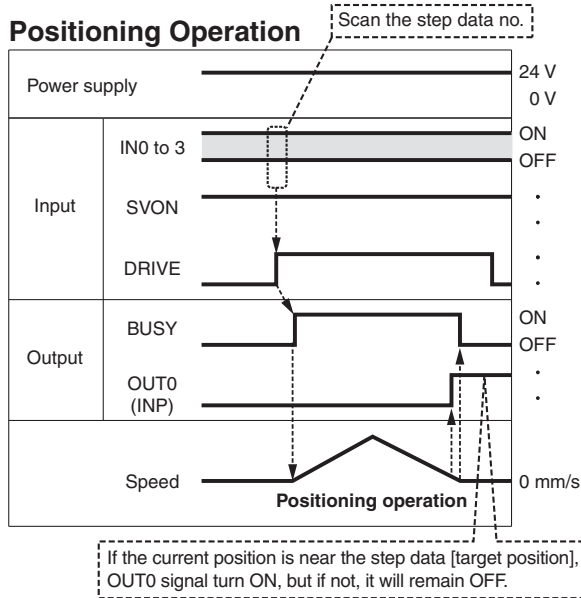 Positioning Operation
Scan the step data no.
Power supply
24 V
0 V
Input
IN0 to 3
ON
OFF
SVON
DRIVE
Output
BUSY
ON
OFF
OUT0
(INP)
Speed
0 mm/s
Positioning operation
If the current position is near the step data [target position],
OUT0 signal turn ON, but if not, it will remain OFF.